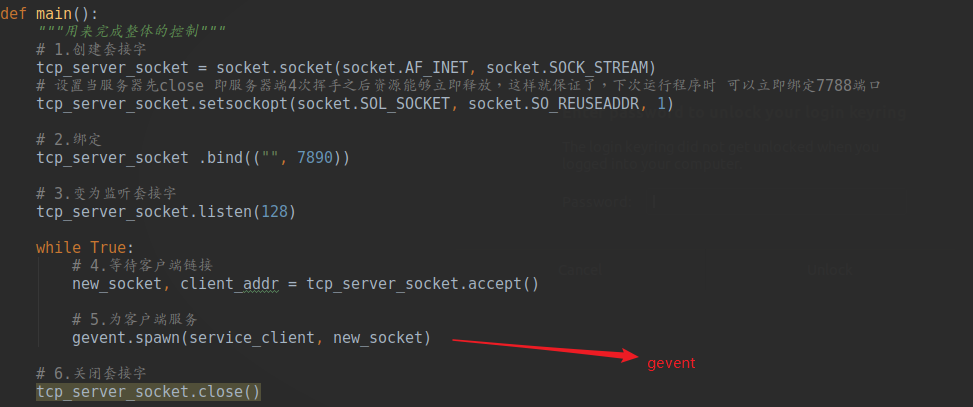 def main():
"""用来完成整体的控制"""
# 1.创建套接字
tcp_server_socket = socket.socket(socket.AF_INET, socket.SOCK_STREAM)
# 设置当服务器先close 即服务器端4次挥手之后资源能够立即释放，这样就保证了，下次运行程序时 可以立即绑定7788端口
tcp_server_socket.setsockopt(socket.SOL_SOCKET, socket.SO_REUSEADDR, 1)
# 2.绑定
tcp_server_socket .bind(("", 7890))
# 3.变为监听套接字
tcp_server_socket.listen(128)
while True:
# 4.等待客户端链接
new_socket, client_addr = tcp_server_socket.accept()
# 5.为客户端服务
gevent.spawn(service_client, new_socket)
gevent
# 6.关闭套接字
tcp_server_socket.close()